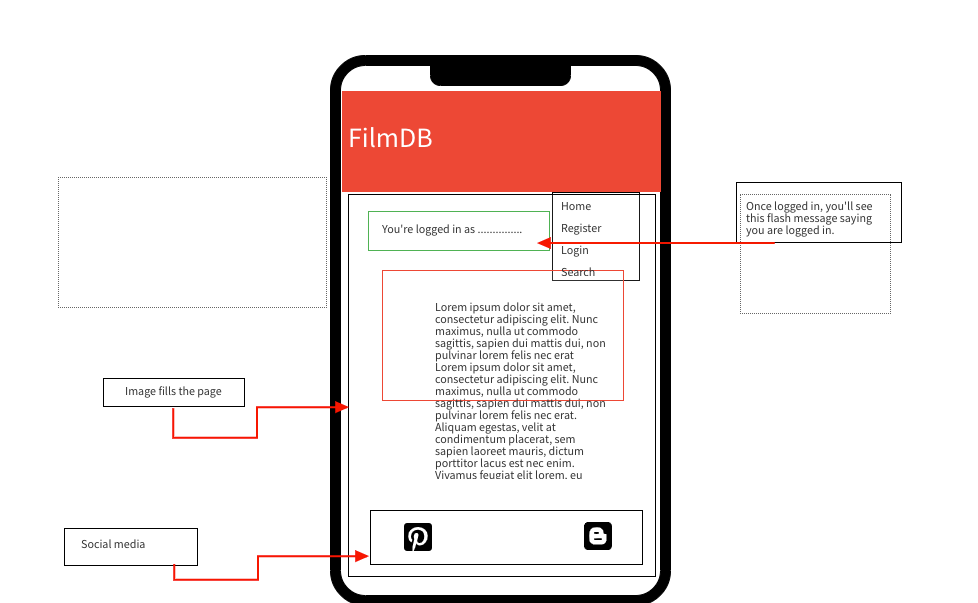 FilmDB
Home
Register
Login
Search
You're logged in as ...............
Once logged in, you'll see
this flash message saying
you are logged in.
Lorem ipsum dolor sit amet,
consectetur adipiscing elit. Nunc
maximus, nulla ut commodo
sagittis, sapien dui mattis dui, non
pulvinar lorem felis nec erat
Lorem ipsum dolor sit amet,
consectetur adipiscing elit. Nunc
maximus, nulla ut commodo
sagittis, sapien dui mattis dui, non
pulvinar lorem felis nec erat.
Aliquam egestas, velit at
condimentum placerat, sem
sapien laoreet mauris, dictum
porttitor lacus est nec enim.
Vivamus feugiat elit lorem, eu
Image fills the page
Social media